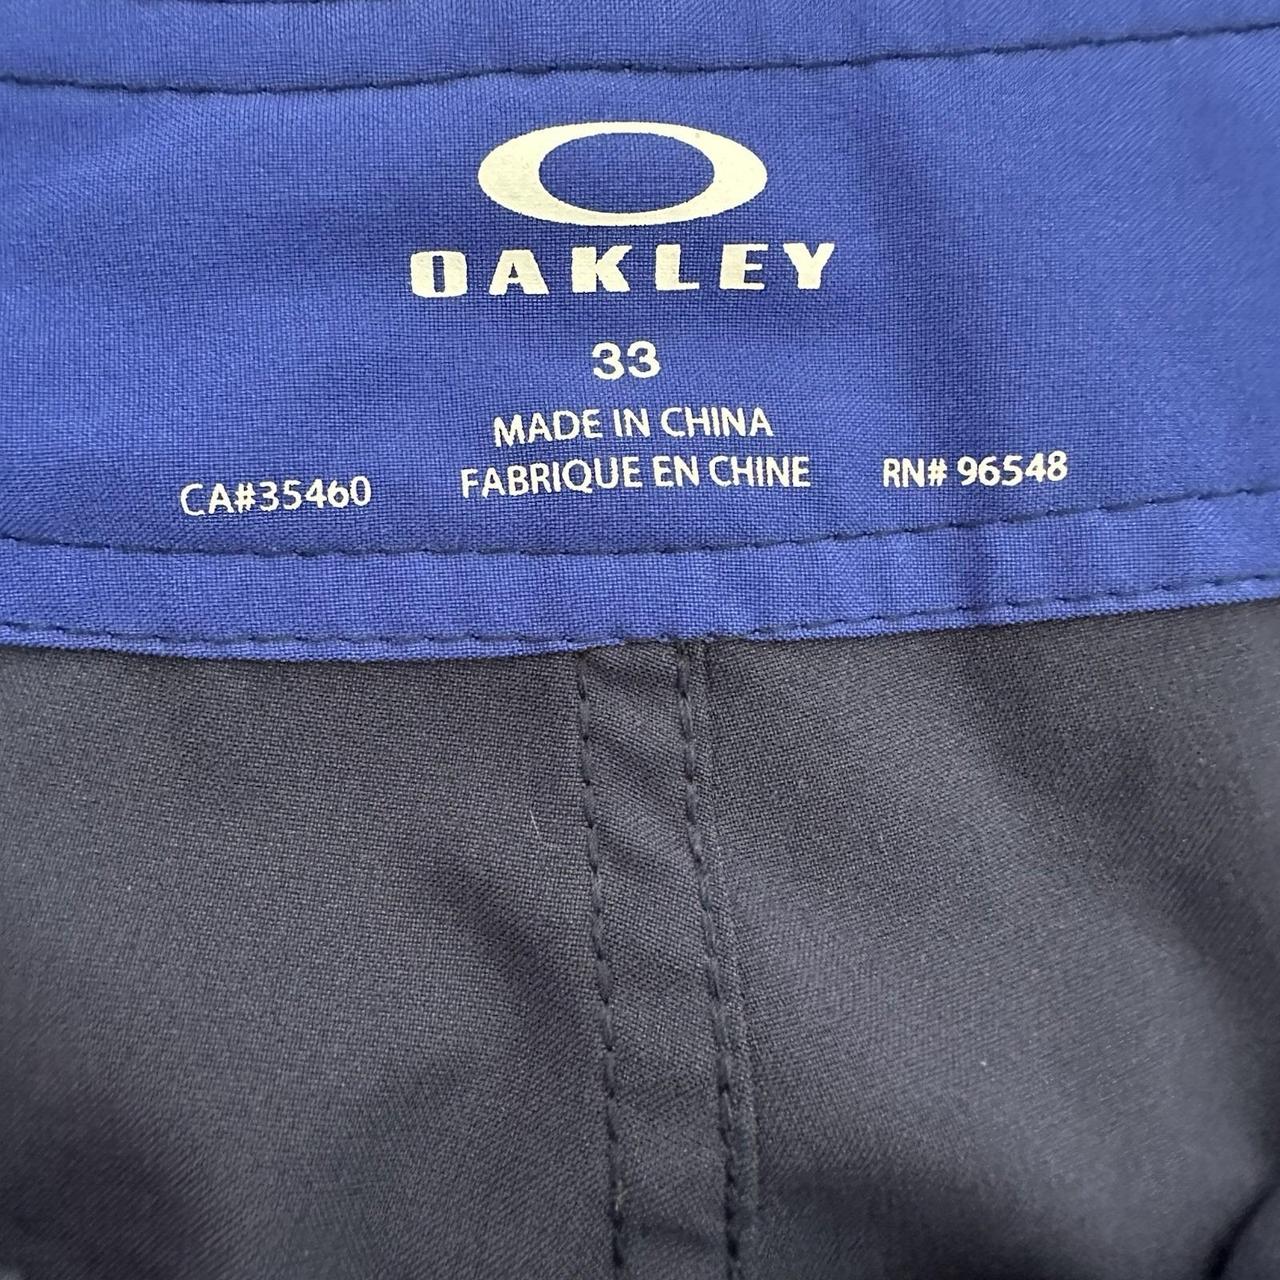 OAKLEY
33
MADE IN CHINA
FABRIQUE EN CHINE
CA#35460
RN# 96548